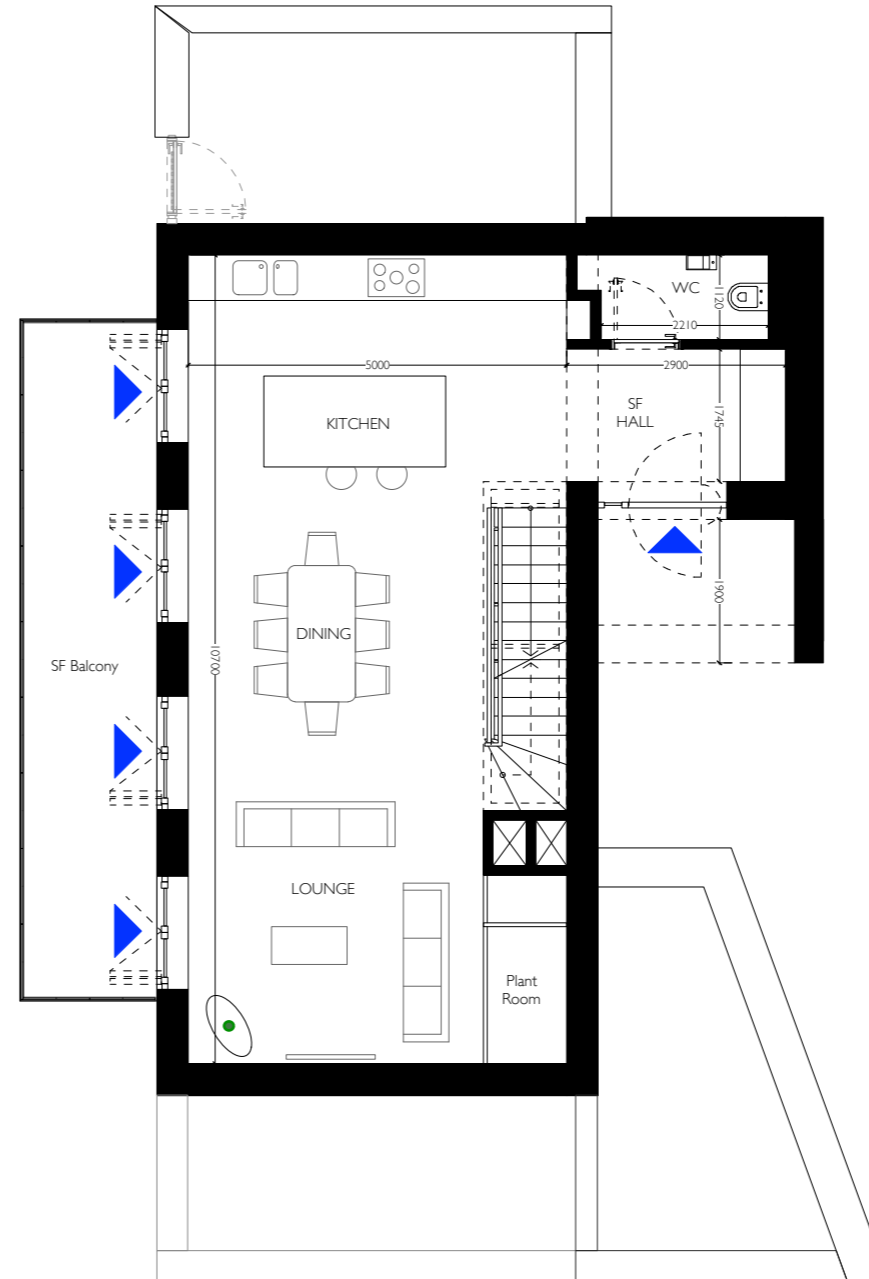 WC
1120
2210
5000
2900
KITCHEN
SF
HALL
1745
1900
DINING
10700
SF Balcony
LOUNGE
Plant
Room